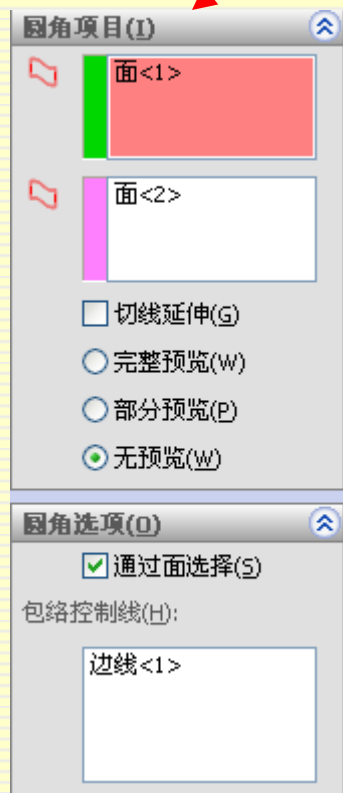 圆角项目(I)
面<1>
面<2>
切线延伸(G)
完整预览(W)
部分预览(P)
无预览(W)
圆角选项(O)
通过面选择(S)
包络控制线(H):
边线<1>